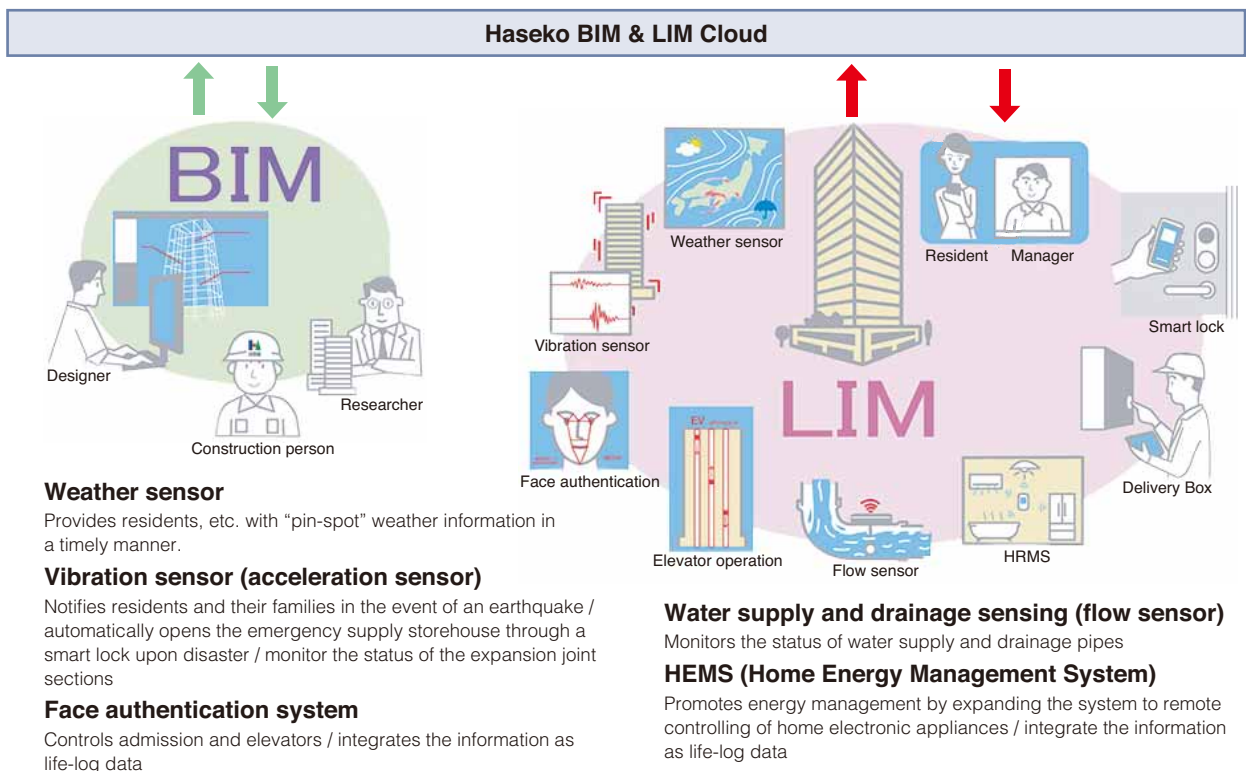 Haseko BIM & LIM Cloud
BIM
Designer
Construction person
Researcher
Weather sensor
Vibration sensor
Face authentication
EV
Elevator operation
Flow sensor
HRMS
Delivery Box
Smart lock
Resident
Manager
LIM
Weather sensor
Provides residents, etc. with “pin-spot” weather information in
a timely manner.
Vibration sensor (acceleration sensor)
Notifies residents and their families in the event of an earthquake /
automatically opens the emergency supply storehouse through a
smart lock upon disaster / monitor the status of the expansion joint
sections
Face authentication system
Controls admission and elevators / integrates the information as
life-log data
Water supply and drainage sensing (flow sensor)
Monitors the status of water supply and drainage pipes
HEMS (Home Energy Management System)
Promotes energy management by expanding the system to remote
controlling of home electronic appliances / integrate the information
as life-log data